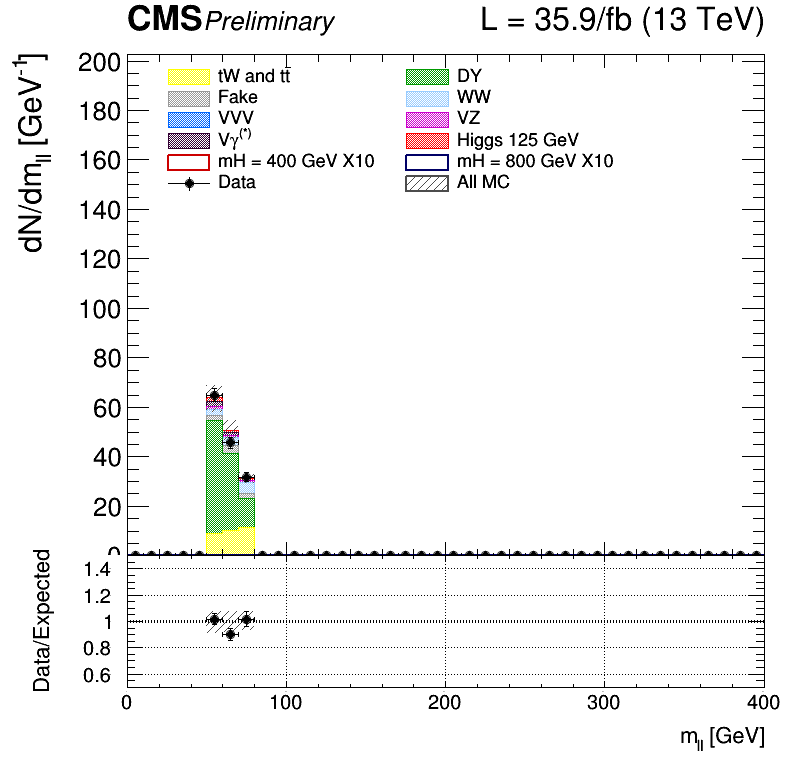 CMS Preliminary L = 35.9/fb (13 TeV)
dN/dm_ll [GeV^-1]
200
180
160
140
120
100
80
60
40
20
0
tW and tt̄ DY
Fake WW
VVV VZ
Vγ^(*) Higgs 125 GeV
mH = 400 GeV X10 mH = 800 GeV X10
Data All MC
Data/Expected
1.4
1.2
1
0.8
0.6
0 100 200 300 400
m_ll [GeV]